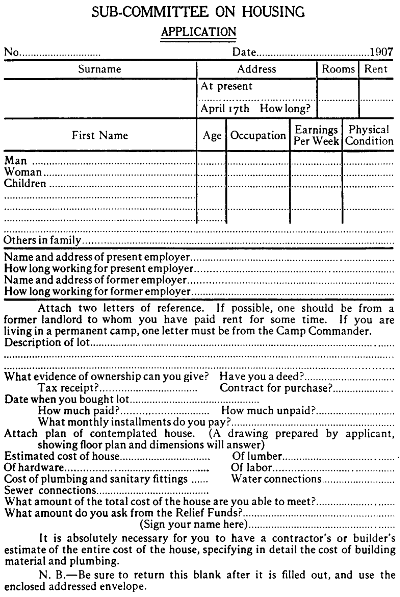 SUB-COMMITTEE ON HOUSING
APPLICATION
No............................ Date....................................1907
Surname Address Rooms Rent
At present
April 17th How long?
First Name Age Occupation Earnings Per Week Physical Condition
Man
Woman
Children
Others in family
Name and address of present employer
How long working for present employer
Name and address of former employer
How long working for former employer
Attach two letters of reference. If possible, one should be from a
former landlord to whom you have paid rent for some time. If you are
living in a permanent camp, one letter must be from the Camp Commander.
Description of lot
What evidence of ownership can you give? Have you a deed?
Tax receipt? Contract for purchase?
Date when you bought lot
How much paid? How much unpaid?
What monthly installments do you pay?
Attach plan of contemplated house. (A drawing prepared by applicant,
showing floor plan and dimensions will answer)
Estimated cost of house Of lumber
Of hardware Of labor
Cost of plumbing and sanitary fittings Water connections
Sewer connections
What amount of the total cost of the house are you able to meet?
What amount do you ask from the Relief Funds?
(Sign your name here)
It is absolutely necessary for you to have a contractor's or builder's
estimate of the entire cost of the house, specifying in detail the cost of building
material and plumbing.
N. B.—Be sure to return this blank after it is filled out, and use the
enclosed addressed envelope.